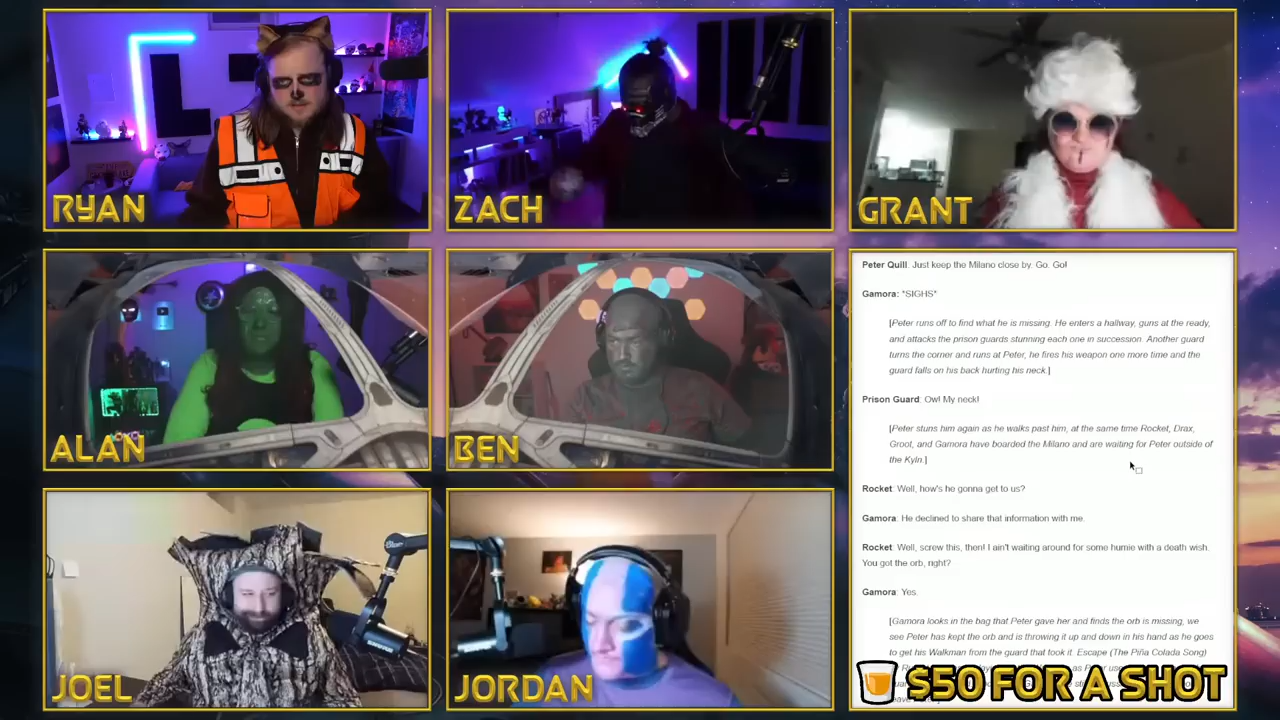 RYAN
ZACH
GRANT
ALAN
BEN
JOEL
JORDAN
Peter Quill: Just keep the Milano close by. Go. Go!
Gamora: *SIGHS*
[Peter runs off to find what he is missing. He enters a hallway, guns at the ready,
and attacks the prison guards stunning each one in succession. Another guard
turns the corner and runs at Peter, he fires his weapon one more time and the
guard falls on his back hurting his neck.]
Prison Guard: Ow! My neck!
[Peter stuns him again as he walks past him, at the same time Rocket, Drax,
Groot, and Gamora have boarded the Milano and are waiting for Peter outside of
the Kyln.]
Rocket: Well, how's he gonna get to us?
Gamora: He declined to share that information with me.
Rocket: Well, screw this, then! I ain't waiting around for some humie with a death wish.
You got the orb, right?
Gamora: Yes.
[Gamora looks in the bag that Peter gave her and finds the orb is missing, we
see Peter has kept the orb and is throwing it up and down in his hand as he goes
to get his Walkman from the guard that took it. Escape (The Piña Colada Song)
$50 FOR A SHOT